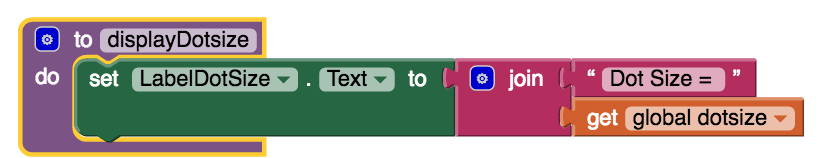 to displayDotsize
do set LabelDotSize . Text to join “ Dot Size = ”
get global dotsize